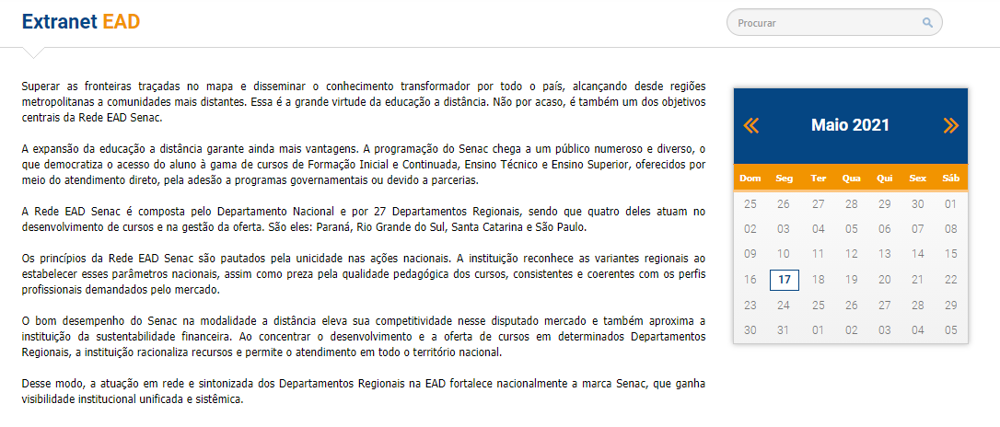 Extranet EAD
Procurar
Superar as fronteiras traçadas no mapa e disseminar o conhecimento transformador por todo o país, alcançando desde regiões
metropolitanas a comunidades mais distantes. Essa é a grande virtude da educação a distância. Não por acaso, é também um dos objetivos
centrais da Rede EAD Senac.
A expansão da educação a distância garante ainda mais vantagens. A programação do Senac chega a um público numeroso e diverso, o
que democratiza o acesso do aluno à gama de cursos de Formação Inicial e Continuada, Ensino Técnico e Ensino Superior, oferecidos por
meio do atendimento direto, pela adesão a programas governamentais ou devido a parcerias.
A Rede EAD Senac é composta pelo Departamento Nacional e por 27 Departamentos Regionais, sendo que quatro deles atuam no
desenvolvimento de cursos e na gestão da oferta. São eles: Paraná, Rio Grande do Sul, Santa Catarina e São Paulo.
Os princípios da Rede EAD Senac são pautados pela unicidade nas ações nacionais. A instituição reconhece as variantes regionais ao
estabelecer esses parâmetros nacionais, assim como preza pela qualidade pedagógica dos cursos, consistentes e coerentes com os perfis
profissionais demandados pelo mercado.
O bom desempenho do Senac na modalidade a distância eleva sua competitividade nesse disputado mercado e também aproxima a
instituição da sustentabilidade financeira. Ao concentrar o desenvolvimento e a oferta de cursos em determinados Departamentos
Regionais, a instituição racionaliza recursos e permite o atendimento em todo o território nacional.
Desse modo, a atuação em rede e sintonizada dos Departamentos Regionais na EAD fortalece nacionalmente a marca Senac, que ganha
visibilidade institucional unificada e sistêmica.
Maio 2021
Dom Seg Ter Qua Qui Sex Sáb
25 26 27 28 29 30 01
02 03 04 05 06 07 08
09 10 11 12 13 14 15
16 17 18 19 20 21 22
23 24 25 26 27 28 29
30 31 01 02 03 04 05